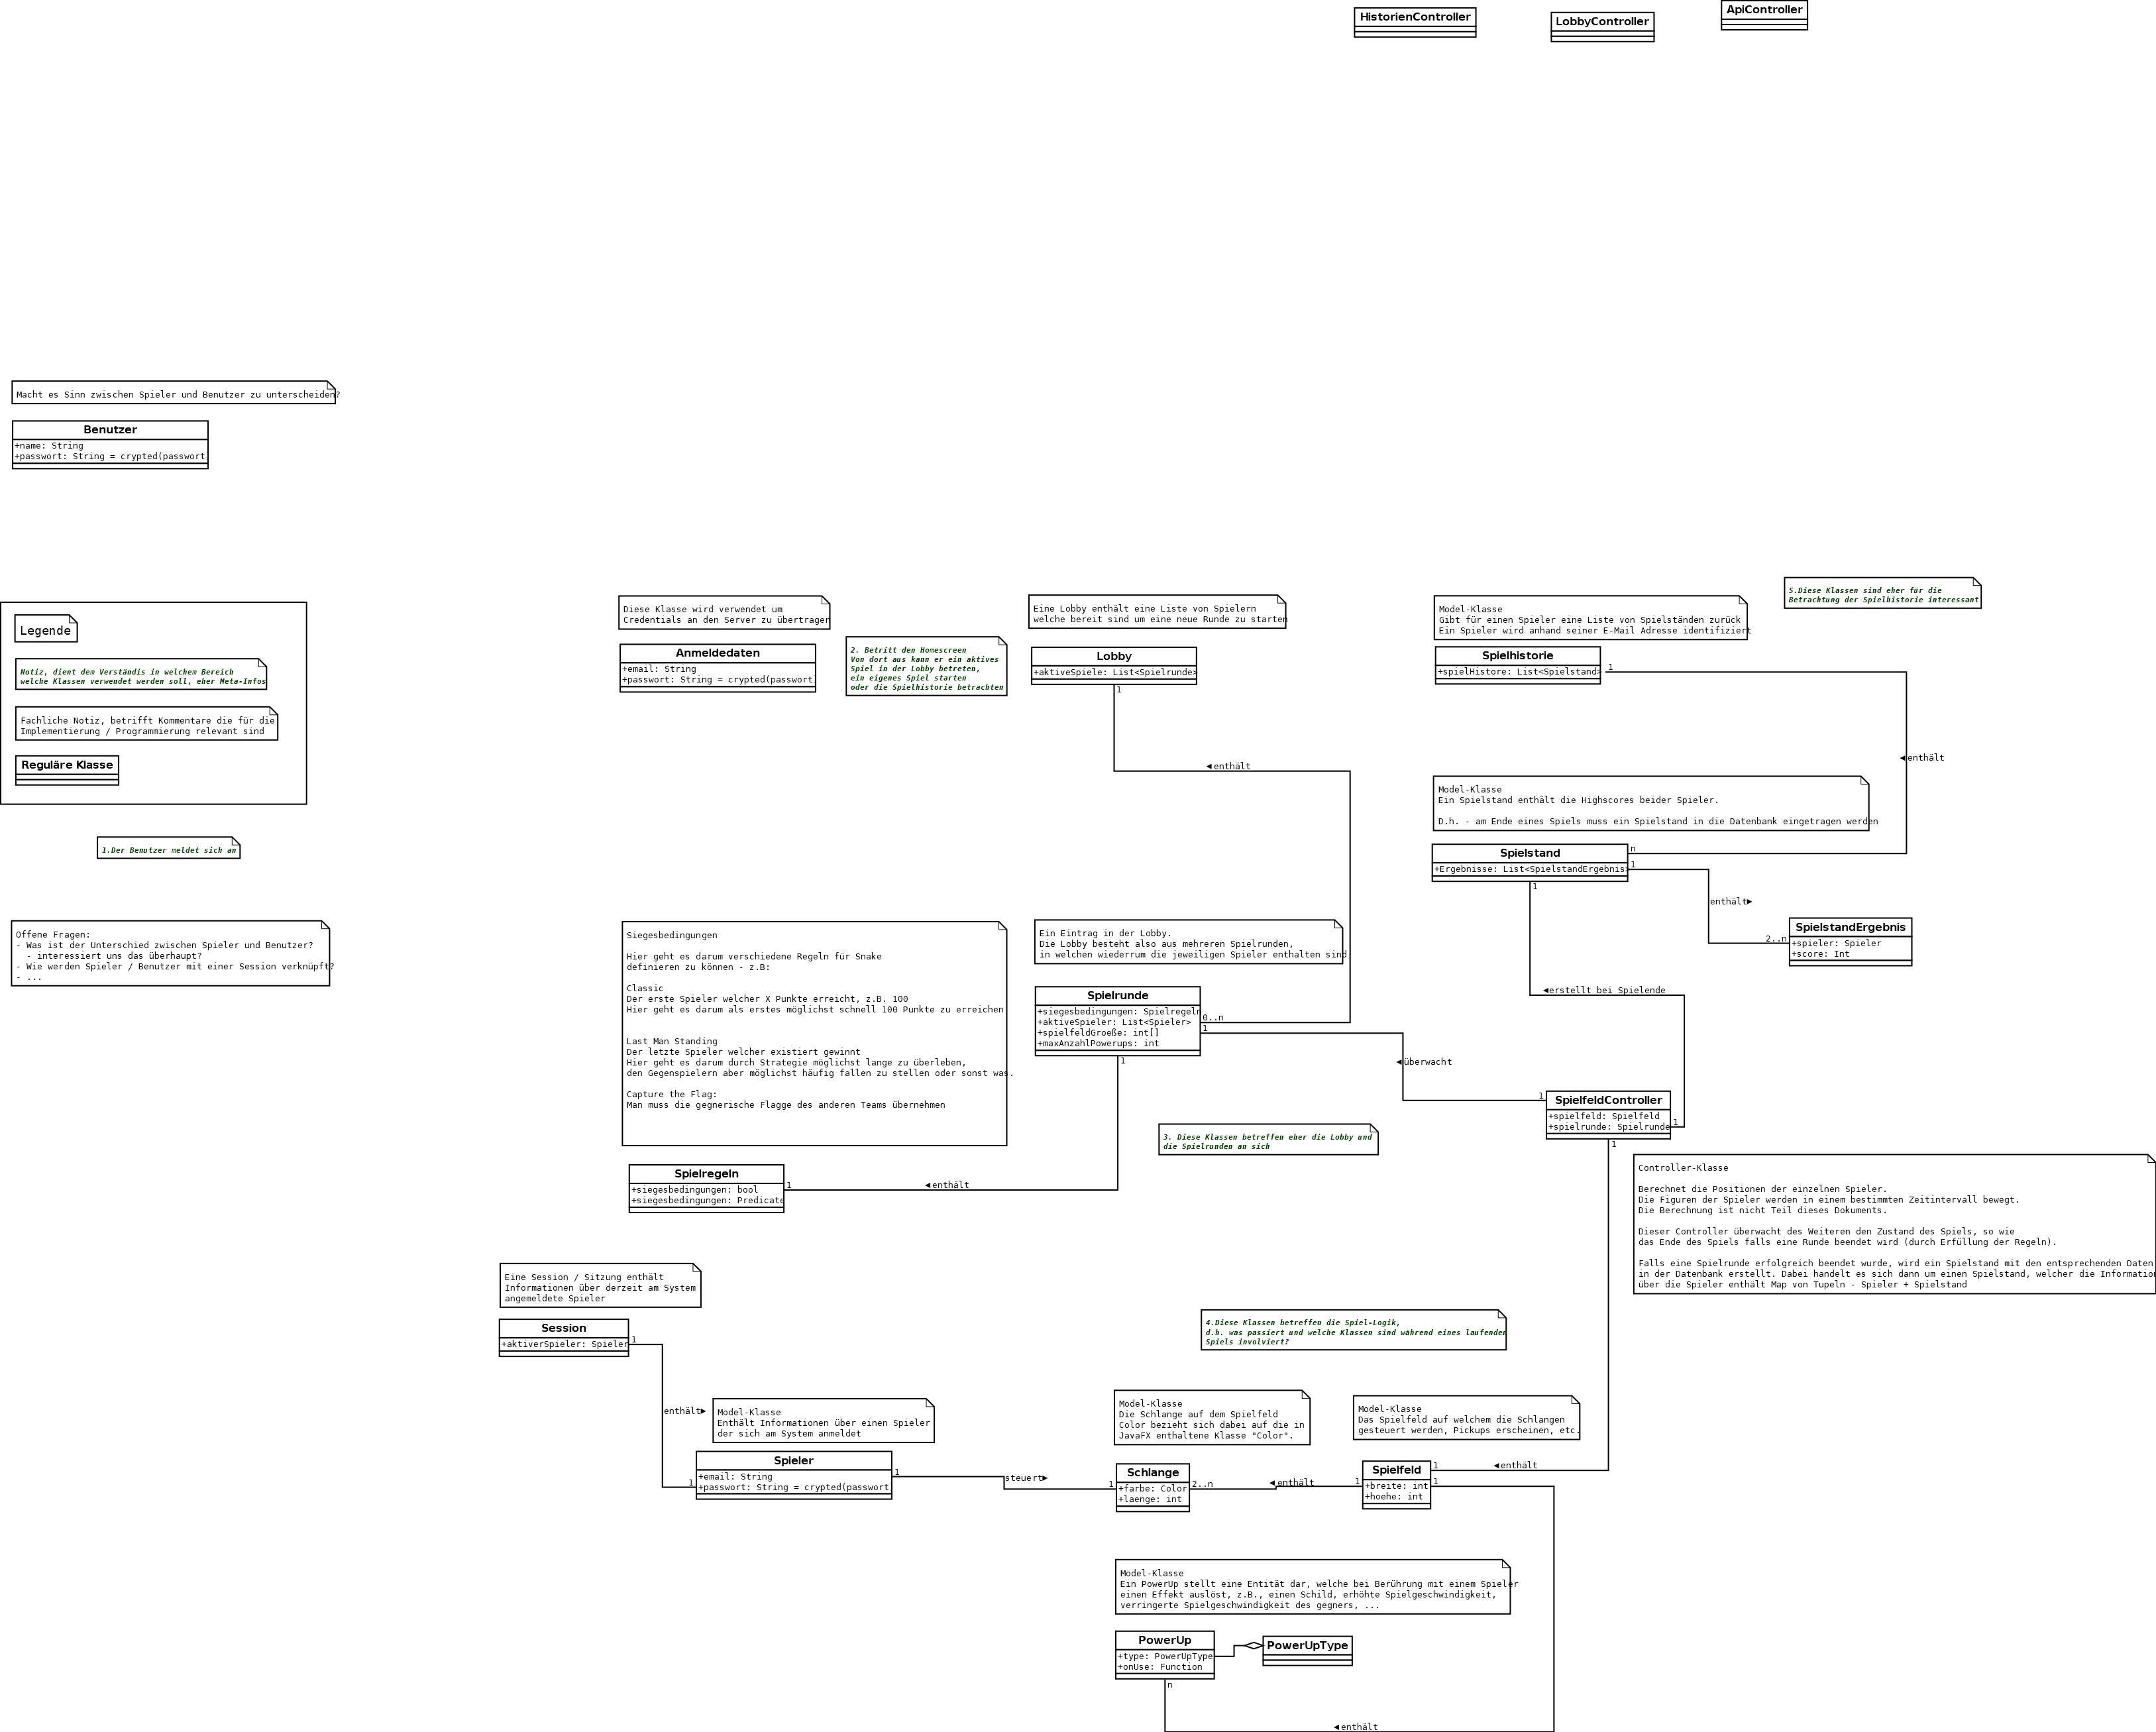 HistorienController
LobbyController
ApiController
Macht es Sinn zwischen Spieler und Benutzer zu unterscheiden?
Benutzer
+name: String
+passwort: String = crypted(passwort)
Legende
Notiz, dient dem Verständis in welchem Bereich
welche Klassen verwendet werden soll, eher Meta-Infos
Fachliche Notiz, betrifft Kommentare die für die
Implementierung / Programmierung relevant sind
Reguläre Klasse
1.Der Benutzer meldet sich an
Offene Fragen:
- Was ist der Unterschied zwischen Spieler und Benutzer?
- interessiert uns das überhaupt?
- Wie werden Spieler / Benutzer mit einer Session verknüpft?
- ...
Diese Klasse wird verwendet um
Credentials an den Server zu übertragen
Anmeldedaten
+email: String
+passwort: String = crypted(passwort)
2. Betritt den Homescreen
Von dort aus kann er ein aktives
Spiel in der Lobby betreten,
ein eigenes Spiel starten
oder die Spielhistorie betrachten
Eine Lobby enthält eine Liste von Spielern
welche bereit sind um eine neue Runde zu starten
Lobby
+aktiveSpiele: List<Spielrunde>
1
◄enthält
Model-Klasse
Gibt für einen Spieler eine Liste von Spielständen zurück
Ein Spieler wird anhand seiner E-Mail Adresse identifiziert
5.Diese Klassen sind eher für die
Betrachtung der Spielhistorie interessant
Spielhistorie
+spielHistore: List<Spielstand>
1
◄enthält
Model-Klasse
Ein Spielstand enthält die Highscores beider Spieler.
D.h. - am Ende eines Spiels muss ein Spielstand in die Datenbank eingetragen werden
Spielstand
+Ergebnisse: List<SpielstandErgebnis>
n
1
1
enthält►
2..n
SpielstandErgebnis
+spieler: Spieler
+score: Int
◄erstellt bei Spielende
Siegesbedingungen
Hier geht es darum verschiedene Regeln für Snake
definieren zu können - z.B:
Classic
Der erste Spieler welcher X Punkte erreicht, z.B. 100
Hier geht es darum als erstes möglichst schnell 100 Punkte zu erreichen
Last Man Standing
Der letzte Spieler welcher existiert gewinnt
Hier geht es darum durch Strategie möglichst lange zu überleben,
den Gegenspielern aber möglichst häufig fallen zu stellen oder sonst was.
Capture the Flag:
Man muss die gegnerische Flagge des anderen Teams übernehmen
Ein Eintrag in der Lobby.
Die Lobby besteht also aus mehreren Spielrunden,
in welchen wiederrum die jeweiligen Spieler enthalten sind
Spielrunde
+siegesbedingungen: Spielregeln
+aktiveSpieler: List<Spieler>
+spielfeldGroeße: int[]
+maxAnzahlPowerups: int
0..n
1
1
◄überwacht
1
SpielfeldController
+spielfeld: Spielfeld
+spielrunde: Spielrunde
1
1
3. Diese Klassen betreffen eher die Lobby und
die Spielrunden an sich
Spielregeln
+siegesbedingungen: bool
+siegesbedingungen: Predicate
1
◄enthält
Controller-Klasse
Berechnet die Positionen der einzelnen Spieler.
Die Figuren der Spieler werden in einem bestimmten Zeitintervall bewegt.
Die Berechnung ist nicht Teil dieses Dokuments.
Dieser Controller überwacht des Weiteren den Zustand des Spiels, so wie
das Ende des Spiels falls eine Runde beendet wird (durch Erfüllung der Regeln).
Falls eine Spielrunde erfolgreich beendet wurde, wird ein Spielstand mit den entsprechenden Daten
in der Datenbank erstellt. Dabei handelt es sich dann um einen Spielstand, welcher die Information
über die Spieler enthält Map von Tupeln - Spieler + Spielstand
Eine Session / Sitzung enthält
Informationen über derzeit am System
angemeldete Spieler
Session
+aktiverSpieler: Spieler
1
enthält►
1
4.Diese Klassen betreffen die Spiel-Logik,
d.h. was passiert und welche Klassen sind während eines laufenden
Spiels involviert?
Model-Klasse
Enthält Informationen über einen Spieler
der sich am System anmeldet
Spieler
+email: String
+passwort: String = crypted(passwort)
1
steuert►
1
Model-Klasse
Die Schlange auf dem Spielfeld
Color bezieht sich dabei auf die in
JavaFX enthaltene Klasse "Color".
Schlange
+farbe: Color
+laenge: int
2..n
◄enthält
1
Model-Klasse
Das Spielfeld auf welchem die Schlangen
gesteuert werden, Pickups erscheinen, etc.
Spielfeld
+breite: int
+hoehe: int
1
1
◄enthält
Model-Klasse
Ein PowerUp stellt eine Entität dar, welche bei Berührung mit einem Spieler
einen Effekt auslöst, z.B., einen Schild, erhöhte Spielgeschwindigkeit,
verringerte Spielgeschwindigkeit des gegners, ...
PowerUp
+type: PowerUpType
+onUse: Function
PowerUpType
n
◄enthält